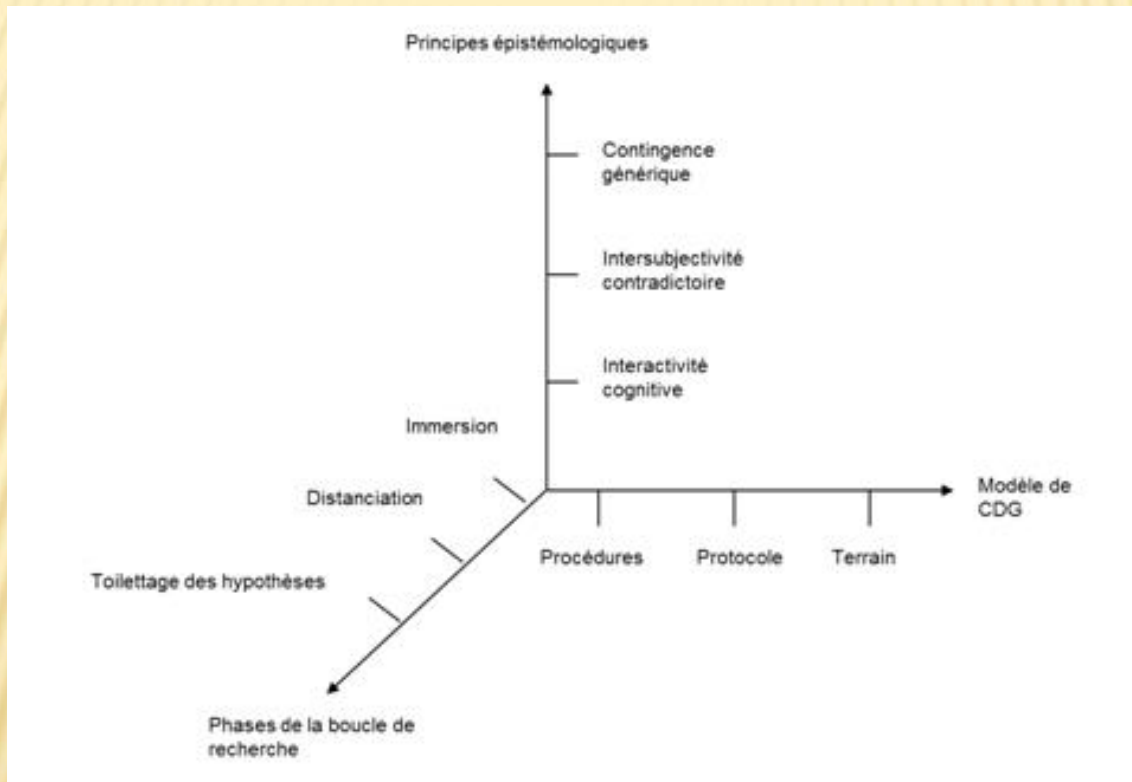 Principes épistémologiques
Contingence
générique
Intersubjectivité
contradictoire
Interactivité
cognitive
Immersion
Distanciation
Toilettage des hypothèses
Modèle de
CDG
Procédures
Protocole
Terrain
Phases de la boucle de
recherche